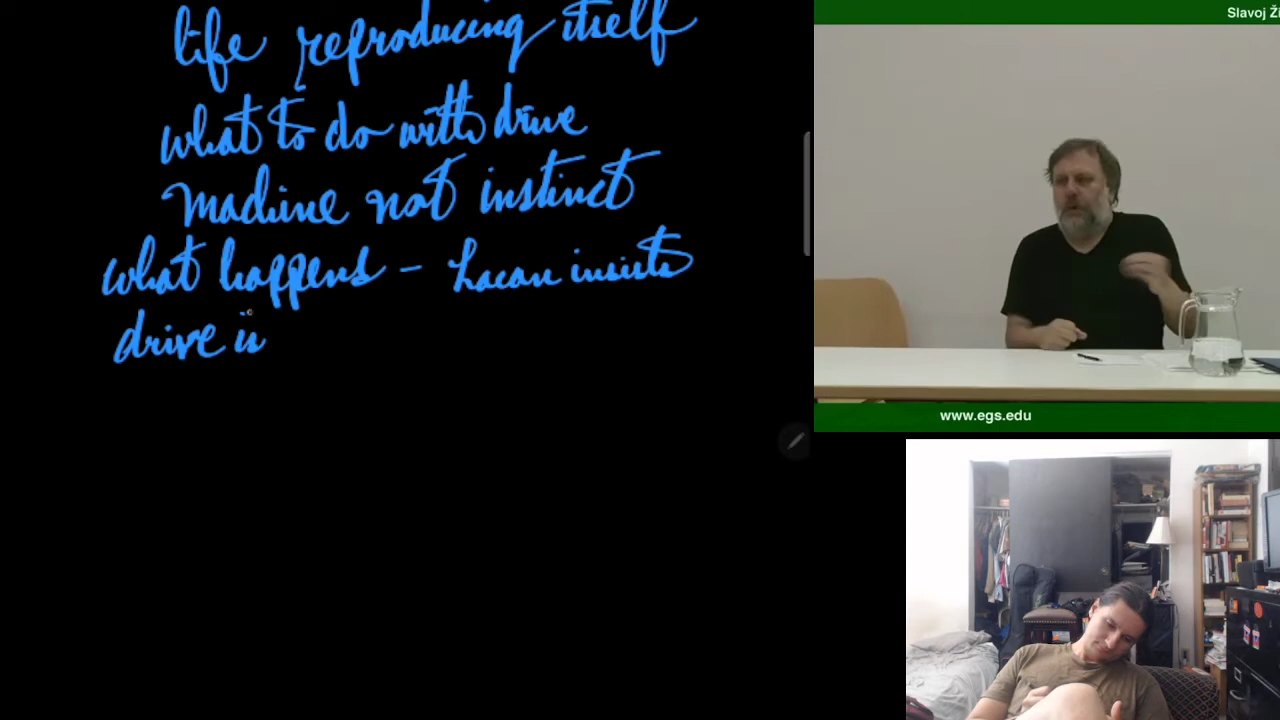 life reproducing itself
what to do with drive
machine not instinct
what happens – Lacan insists
drive is
Slavoj Ži
www.egs.edu